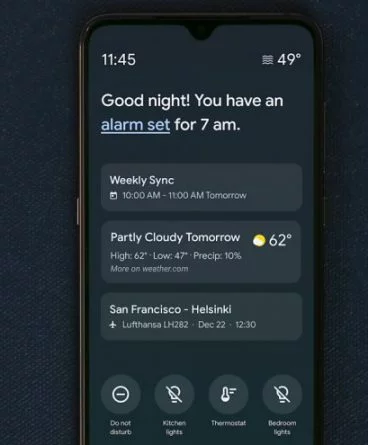 11:45 49°
Good night! You have an
alarm set for 7 am.
Weekly Sync
10:00 AM - 11:00 AM Tomorrow
Partly Cloudy Tomorrow 62°
High: 62° · Low: 47° · Precip: 10%
More on weather.com
San Francisco - Helsinki
Lufthansa LH282 · Dec 22 · 12:30
Do not
disturb
Kitchen
lights
Thermostat
Bedroom
lights